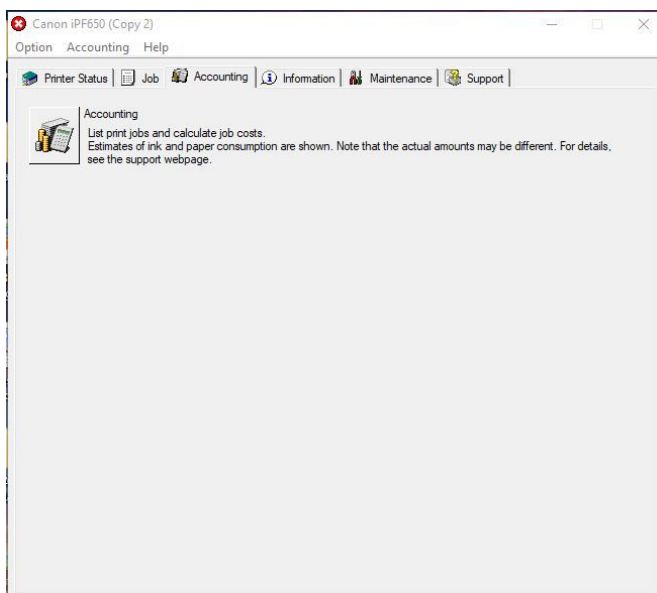 Canon iPF650 (Copy 2)
Option Accounting Help
Printer Status Job Accounting Information Maintenance Support
Accounting
List print jobs and calculate job costs.
Estimates of ink and paper consumption are shown. Note that the actual amounts may be different. For details,
see the support webpage.